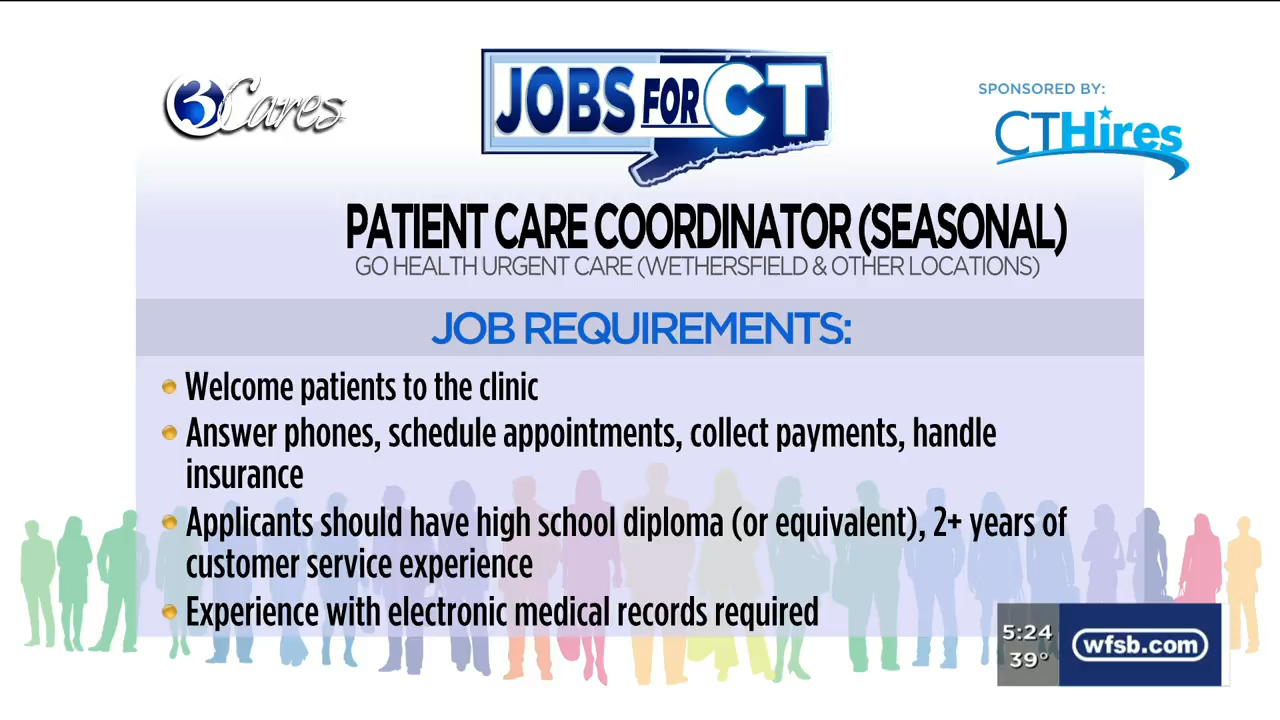 3 Cares
JOBS FOR CT
SPONSORED BY:
CTHires
PATIENT CARE COORDINATOR (SEASONAL)
GO HEALTH URGENT CARE (WETHERSFIELD & OTHER LOCATIONS)
JOB REQUIREMENTS:
Welcome patients to the clinic
Answer phones, schedule appointments, collect payments, handle
insurance
Applicants should have high school diploma (or equivalent), 2+ years of
customer service experience
Experience with electronic medical records required
5:24
39°
wfsb.com